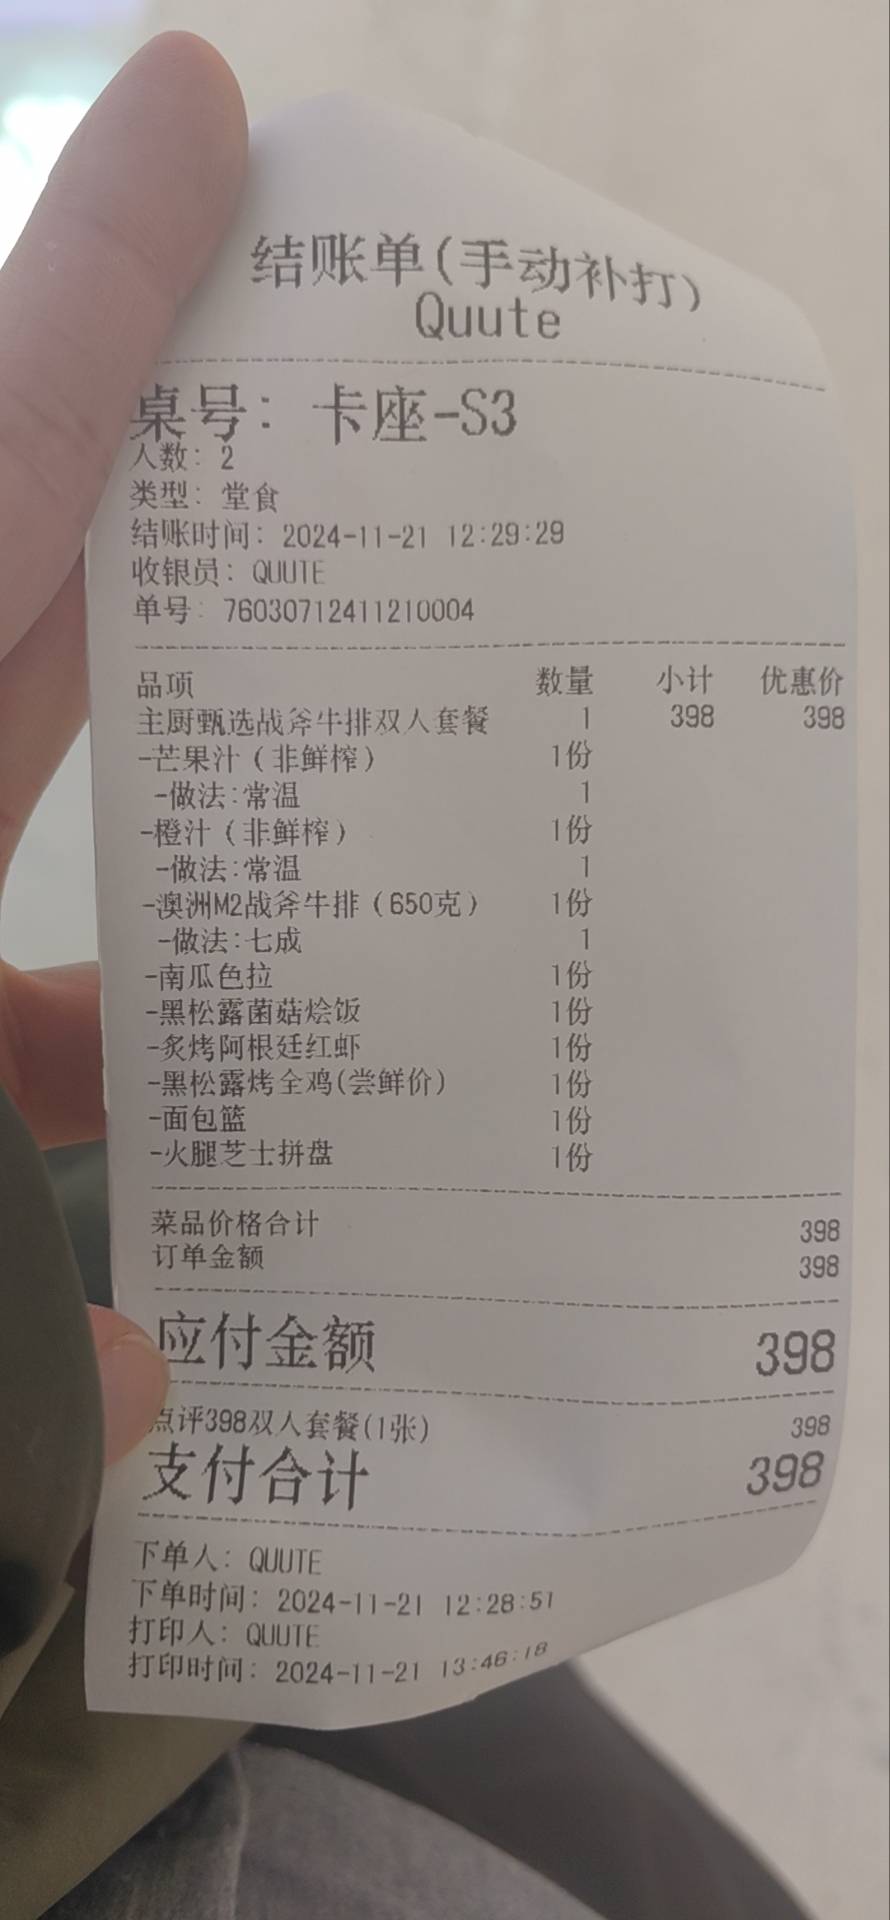 结账单(手动补打)
Quute
桌号: 卡座-S3
人数: 2
类型: 堂食
结账时间: 2024-11-21 12:29:29
收银员: QUUTE
单号: 76030712411210004
品项 数量 小计 优惠价
主厨甄选战斧牛排双人套餐 1 398 398
-芒果汁(非鲜榨) 1份
-做法:常温 1
-橙汁(非鲜榨) 1份
-做法:常温 1
-澳洲M2战斧牛排(650克) 1份
-做法:七成 1
-南瓜色拉 1份
-黑松露菌菇烩饭 1份
-炙烤阿根廷红虾 1份
-黑松露烤全鸡(尝鲜价) 1份
-面包篮 1份
-火腿芝士拼盘 1份
菜品价格合计 398
订单金额 398
应付金额 398
点评398双人套餐(1张) 398
支付合计 398
下单人: QUUTE
下单时间: 2024-11-21 12:28:51
打印人: QUUTE
打印时间: 2024-11-21 13:46:18